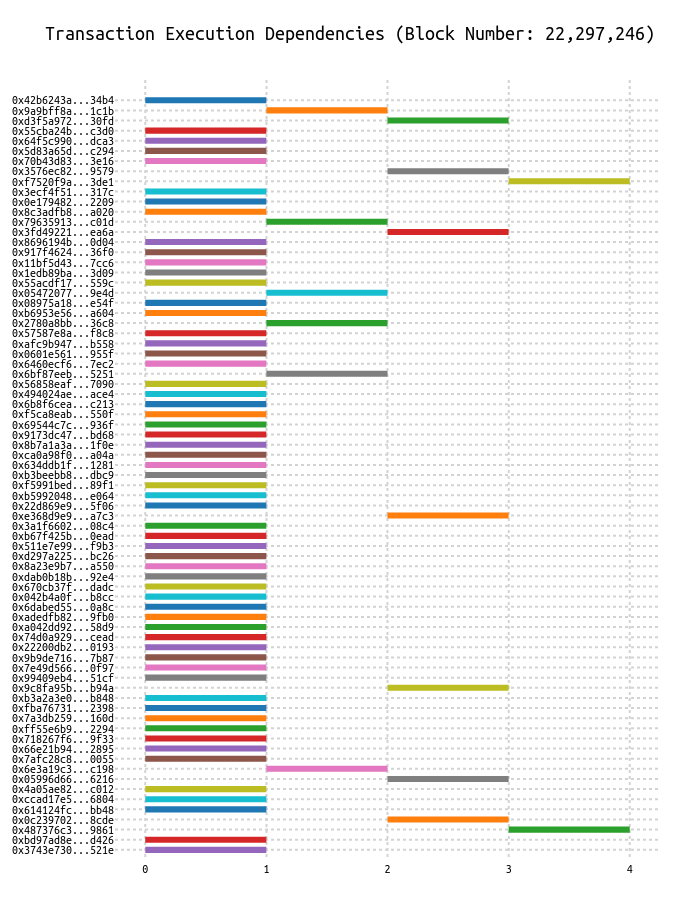 Transaction Execution Dependencies (Block Number: 22,297,246)
0x42b6243a...34b4
0x9a9bff8a...1c1b
0xd3f5a972...30fd
0x55cba24b...c3d0
0x64f5c990...dca3
0x5d83a65d...c294
0x70b43d83...3e16
0x3576ec82...9579
0xf7520f9a...3de1
0x3ecf4f51...317c
0x0e179482...2209
0x8c3adfb8...a020
0x79635913...c01d
0x3fd49221...ea6a
0x8696194b...0d04
0x917f4624...36f0
0x11bf5d43...7cc6
0x1edb89ba...3d09
0x55acdf17...559c
0x05472077...9e4d
0x08975a18...e54f
0xb6953e56...a604
0x2780a8bb...36c8
0x57587e8a...f8c8
0xafc9b947...b558
0x0601e561...955f
0x6460ecf6...7ec2
0x6bf87eeb...5251
0x56858eaf...7090
0x494024ae...ace4
0x6b8f6cea...c213
0xf5ca8eab...550f
0x69544c7c...936f
0x9173dc47...bd68
0x8b7a1a3a...1f0e
0xca0a98f0...a04a
0x634ddb1f...1281
0xb3beebb8...dbc9
0xf5991bed...89f1
0xb5992048...e064
0x22d869e9...5f06
0xe368d9e9...a7c3
0x3a1f6602...08c4
0xb67f425b...0ead
0x511e7e99...f9b3
0xd297a225...bc26
0x8a23e9b7...a550
0xdab0b18b...92e4
0x670cb37f...dadc
0x042b4a0f...b8cc
0x6dabed55...0a8c
0xadedfb82...9fb0
0xa042dd92...58d9
0x74d0a929...cead
0x22200db2...0193
0x9b9de716...7b87
0x7e49d566...0f97
0x99409eb4...51cf
0x9c8fa95b...b94a
0xb3a2a3e0...b848
0xfba76731...2398
0x7a3db259...160d
0xff55e6b9...2294
0x718267f6...9f33
0x66e21b94...2895
0x7afc28c8...0055
0x6e3a19c3...c198
0x05996d66...6216
0x4a05ae82...c012
0xccad17e5...6804
0x614124fc...bb48
0x0c239702...8cde
0x487376c3...9861
0xbd97ad8e...d426
0x3743e730...521e
0 1 2 3 4